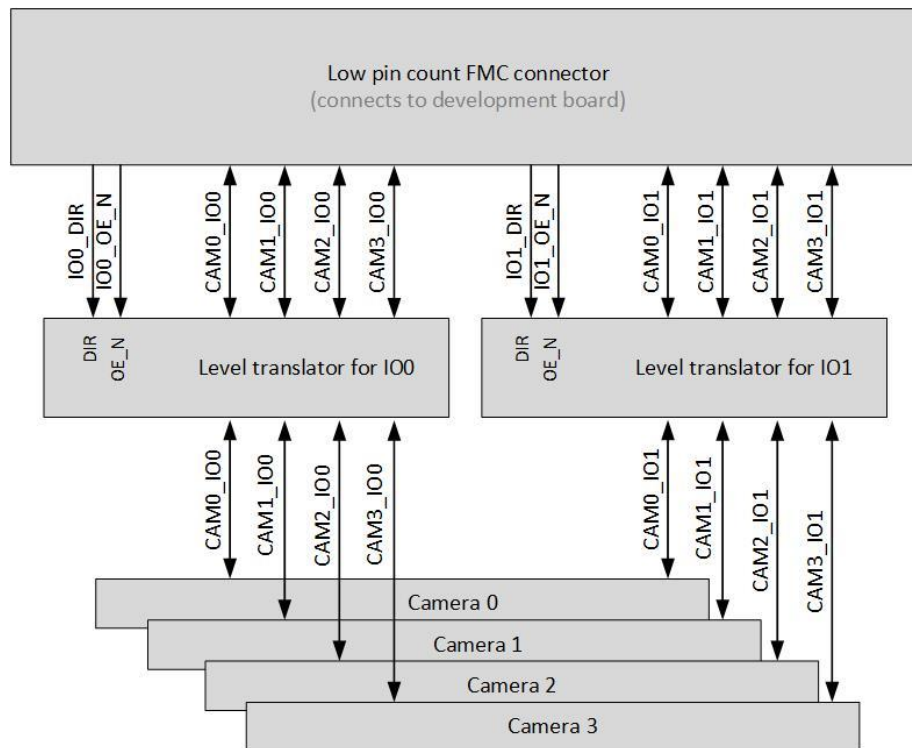 Low pin count FMC connector
(connects to development board)
IO0_DIR
IO0_OE_N
CAM0_IO0
CAM1_IO0
CAM2_IO0
CAM3_IO0
IO1_DIR
IO1_OE_N
CAM0_IO1
CAM1_IO1
CAM2_IO1
CAM3_IO1
DIR
OE_N
Level translator for IO0
DIR
OE_N
Level translator for IO1
CAM0_IO0
CAM1_IO0
CAM2_IO0
CAM3_IO0
CAM0_IO1
CAM1_IO1
CAM2_IO1
CAM3_IO1
Camera 0
Camera 1
Camera 2
Camera 3